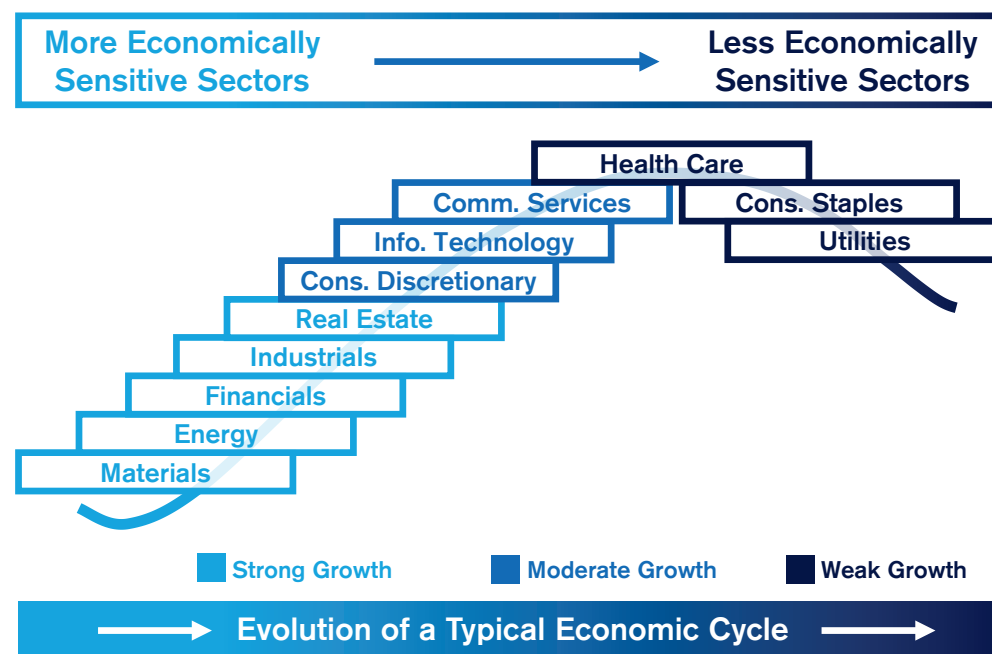 More Economically
Sensitive Sectors
Less Economically
Sensitive Sectors
Health Care
Comm. Services
Cons. Staples
Info. Technology
Utilities
Cons. Discretionary
Real Estate
Industrials
Financials
Energy
Materials
Strong Growth
Moderate Growth
Weak Growth
Evolution of a Typical Economic Cycle